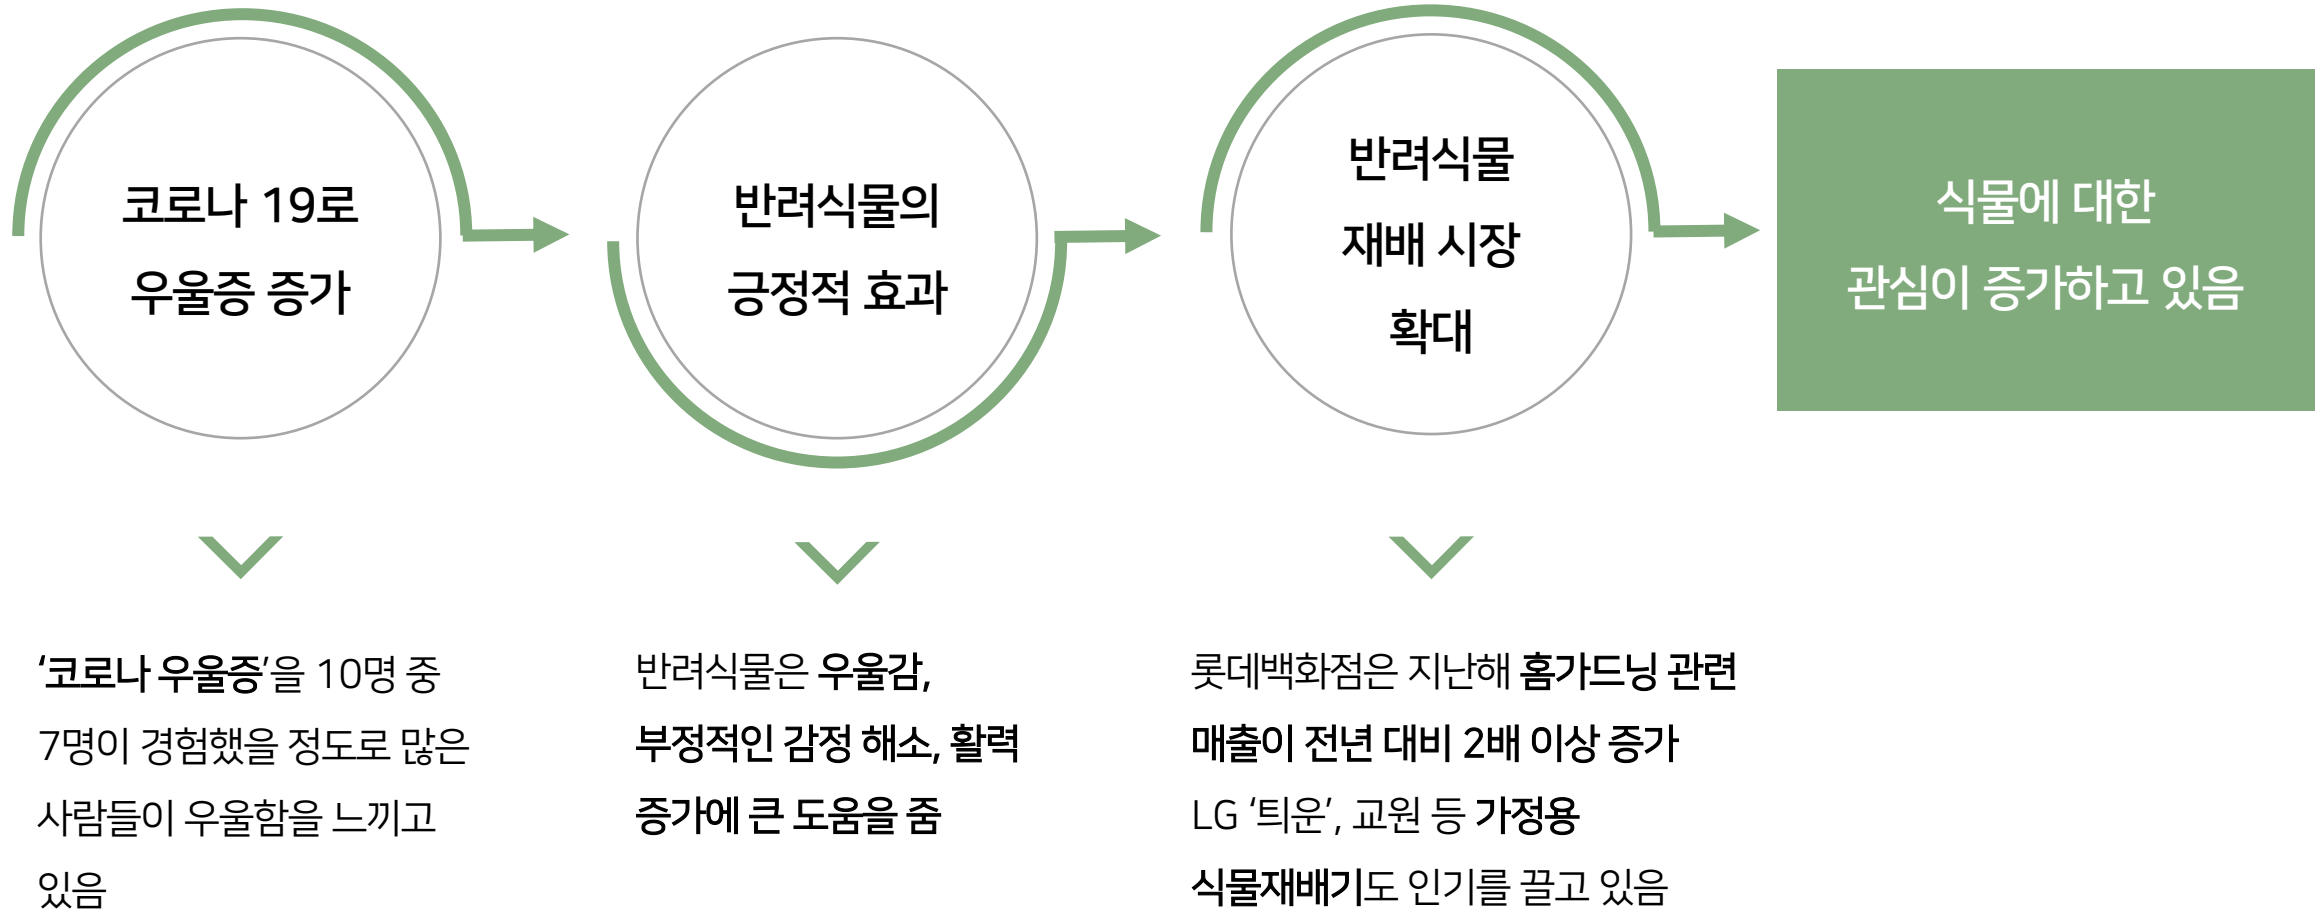 코로나 19로
우울증 증가
반려식물의
긍정적 효과
반려식물
재배 시장
확대
식물에 대한
관심이 증가하고 있음
‘코로나 우울증’을 10명 중
7명이 경험했을 정도로 많은
사람들이 우울함을 느끼고
있음
반려식물은 우울감,
부정적인 감정 해소, 활력
증가에 큰 도움을 줌
롯데백화점은 지난해 홈가드닝 관련
매출이 전년 대비 2배 이상 증가
LG ‘틔운’, 교원 등 가정용
식물재배기도 인기를 끌고 있음